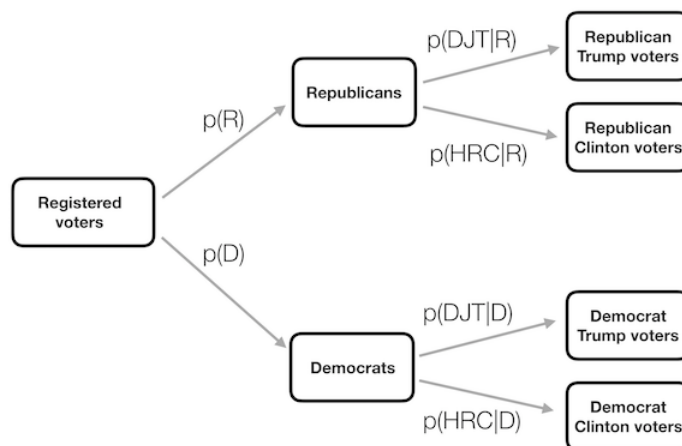 p(DJT|R)
Republican
Trump voters
Republicans
p(R)
p(HRC|R)
Republican
Clinton voters
Registered
voters
p(D)
p(DJT|D)
Democrat
Trump voters
Democrats
p(HRC|D)
Democrat
Clinton voters